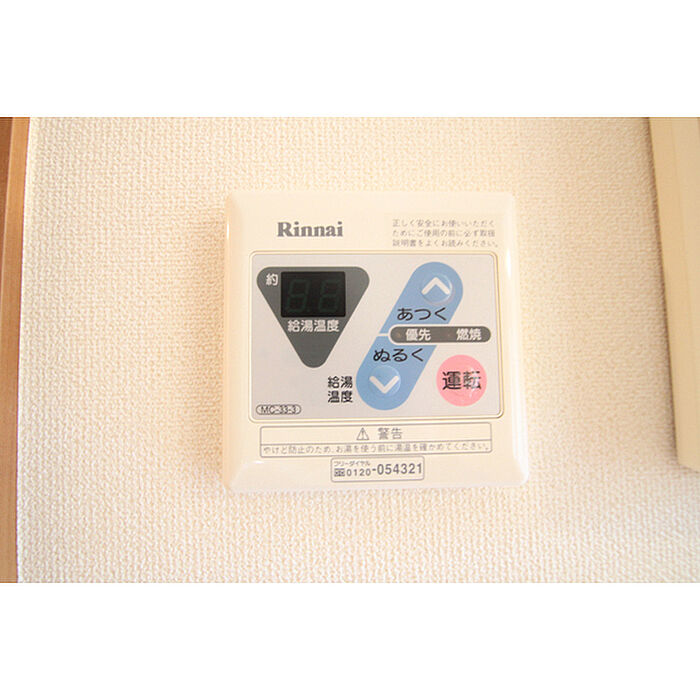 Rinnai
正しく安全にお使いいただく
ためにご使用の前に必ず取扱
説明書をよくお読みください。
約
給湯温度
あつく
優先 燃焼
ぬるく
給湯
温度
運転
MC-33-3
⚠ 警告
やけど防止のため、お湯を使う前に湯温を確かめてください。
フリーダイヤル
0120-054321